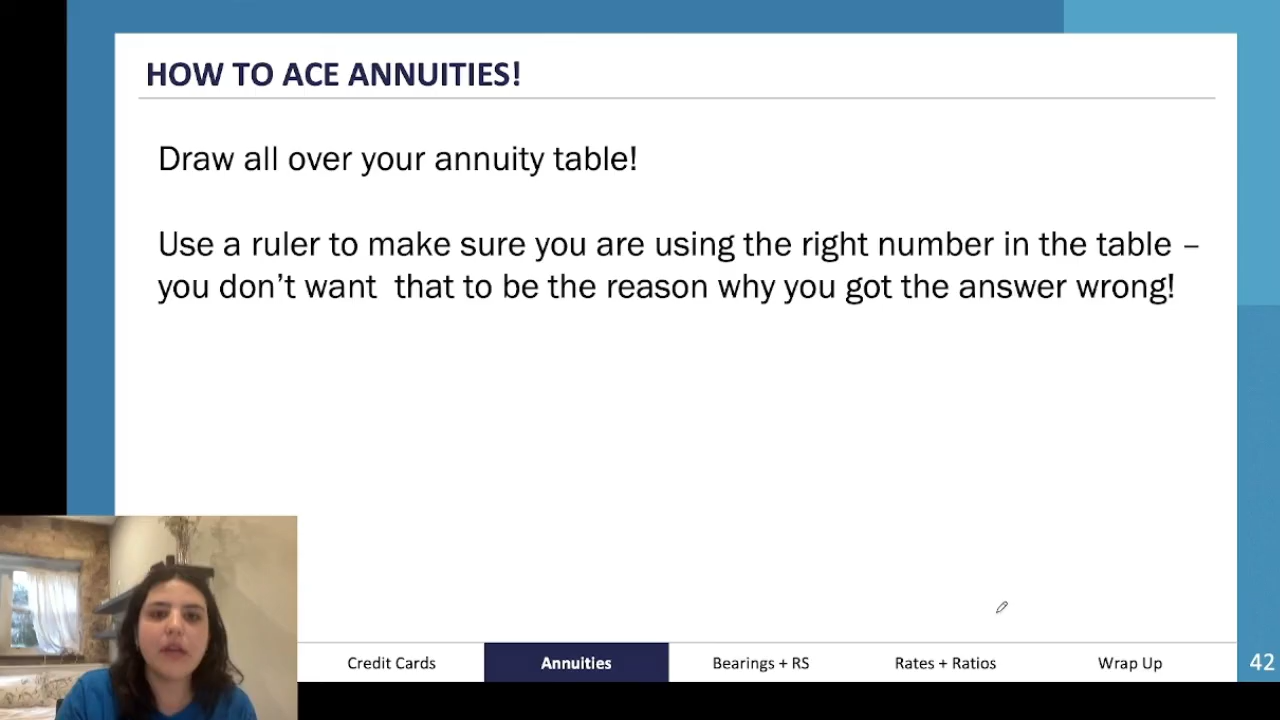 HOW TO ACE ANNUITIES!
Draw all over your annuity table!
Use a ruler to make sure you are using the right number in the table –
you don’t want  that to be the reason why you got the answer wrong!
Credit Cards
Annuities
Bearings + RS
Rates + Ratios
Wrap Up
42